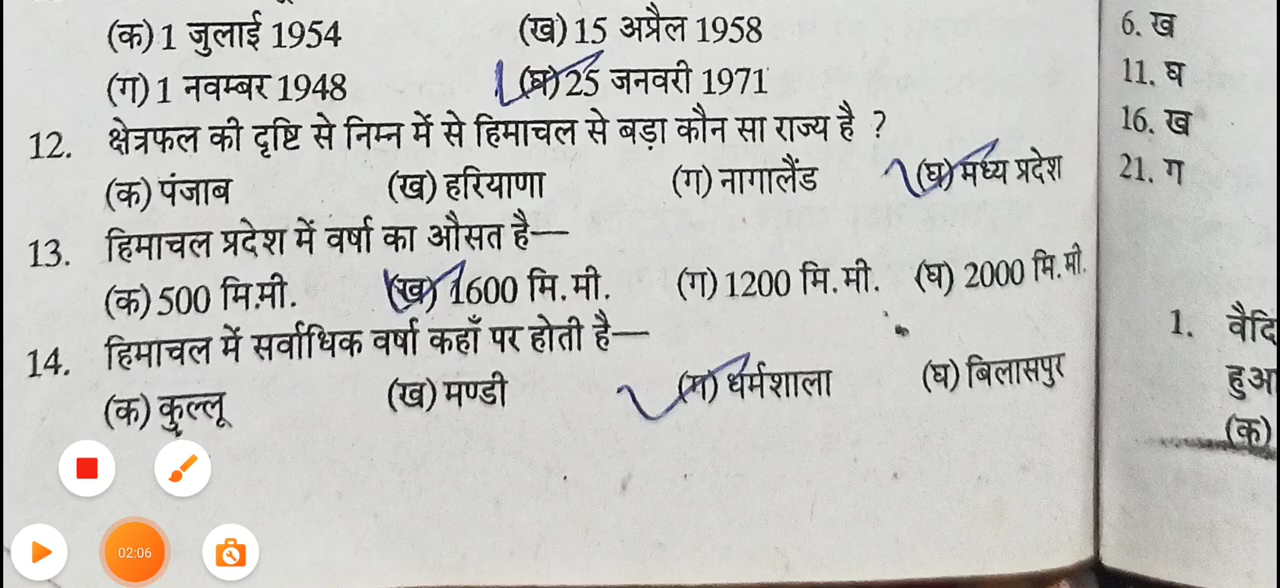 (क) 1 जुलाई 1954 (ख) 15 अप्रैल 1958
(ग) 1 नवम्बर 1948 (घ) 25 जनवरी 1971
12. क्षेत्रफल की दृष्टि से निम्न में से हिमाचल से बड़ा कौन सा राज्य है ?
(क) पंजाब (ख) हरियाणा (ग) नागालैंड (घ) मध्य प्रदेश
13. हिमाचल प्रदेश में वर्षा का औसत है—
(क) 500 मि.मी. (ख) 1600 मि. मी. (ग) 1200 मि. मी. (घ) 2000 मि. मी.
14. हिमाचल में सर्वाधिक वर्षा कहाँ पर होती है—
(क) कुल्लू (ख) मण्डी (ग) धर्मशाला (घ) बिलासपुर
6. ख
11. घ
16. ख
21. ग
1.
(क)
02:06